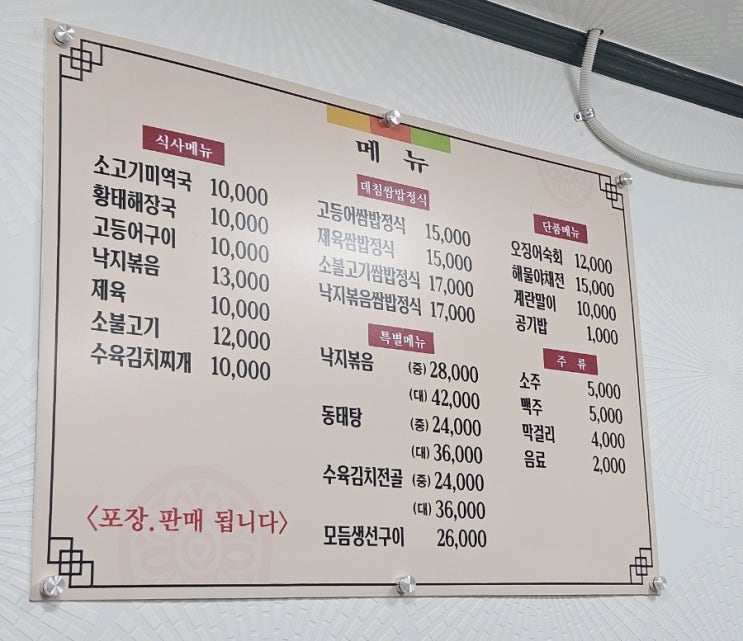 메 뉴
식사메뉴
소고기미역국 10,000
황태해장국 10,000
고등어구이 10,000
낙지볶음 13,000
제육 10,000
소불고기 12,000
수육김치찌개 10,000
〈포장.판매 됩니다〉
대침쌈밥정식
고등어쌈밥정식 15,000
제육쌈밥정식 15,000
소불고기쌈밥정식 17,000
낙지볶음쌈밥정식 17,000
특별메뉴
낙지볶음 (중) 28,000
(대) 42,000
동태탕 (중) 24,000
(대) 36,000
수육김치전골 (중) 24,000
(대) 36,000
모듬생선구이 26,000
단품메뉴
오징어숙회 12,000
해물야채전 15,000
계란말이 10,000
공기밥 1,000
주 류
소주 5,000
맥주 5,000
막걸리 4,000
음료 2,000